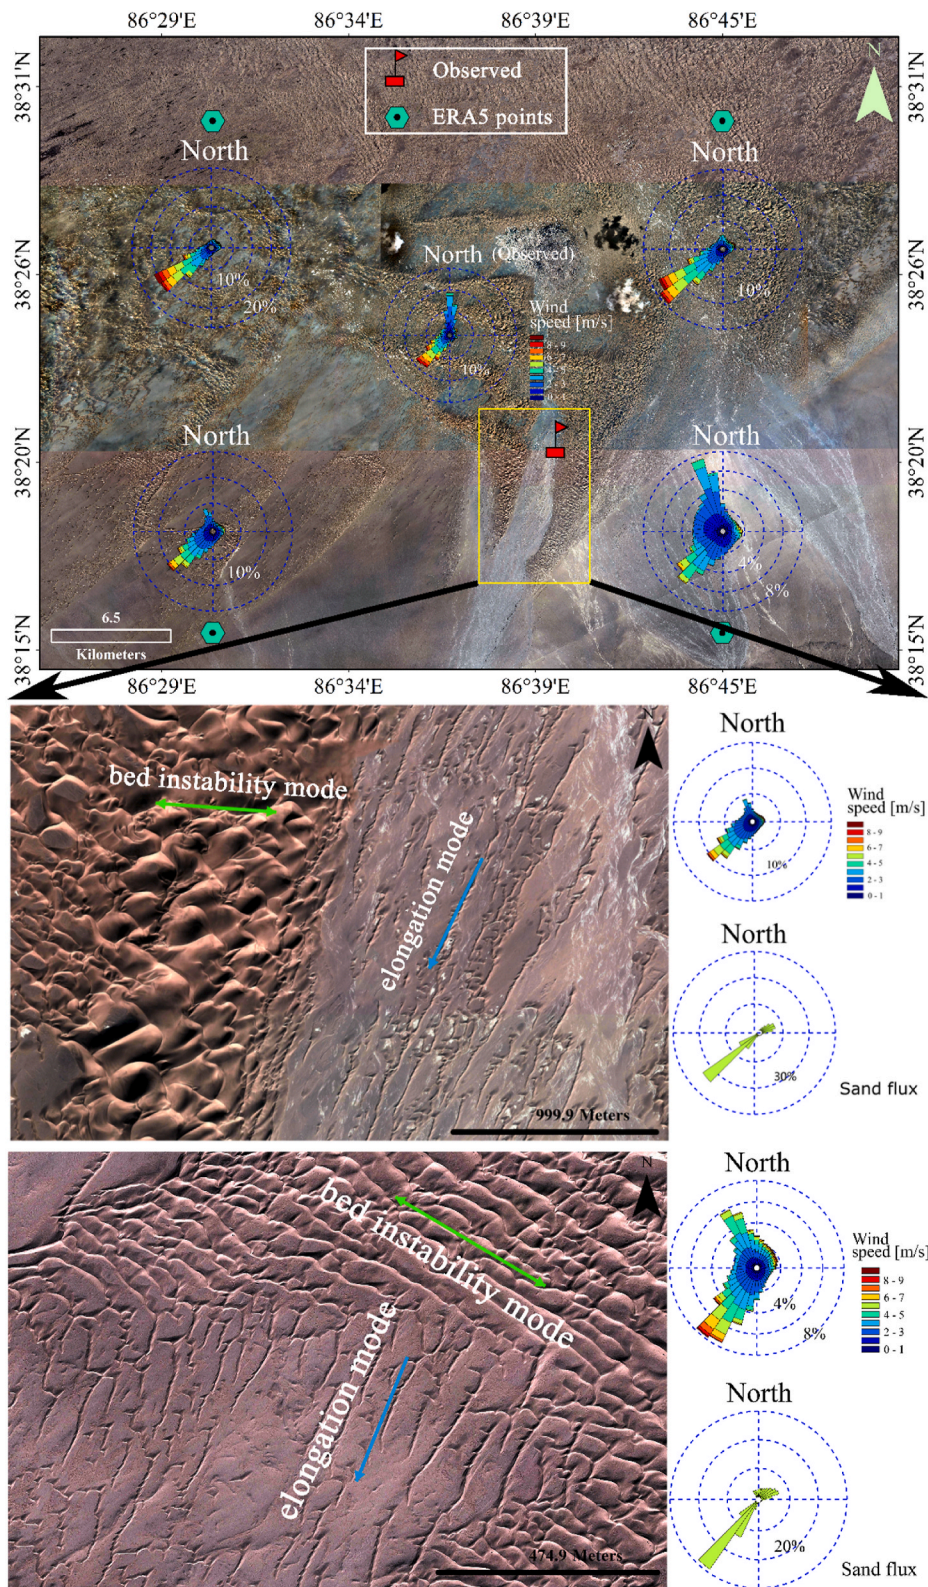 86°29'E 86°34'E 86°39'E 86°45'E
38°31'N
38°31'N
N
Observed
ERA5 points
North
North
North (Observed)
38°26'N
38°26'N
10%
20%
10%
Wind
speed [m/s]
8 - 9
10%
North
North
38°20'N
38°20'N
10%
4%
8%
6.5
Kilometers
38°15'N
38°15'N
86°29'E 86°34'E 86°39'E 86°45'E
N
bed instability mode
elongation mode
999.9 Meters
North
Wind
speed [m/s]
8 - 9
6 - 7
4 - 5
2 - 3
0 - 1
10%
North
30%
Sand flux
N
bed instability mode
elongation mode
474.9 Meters
North
Wind
speed [m/s]
8 - 9
6 - 7
4 - 5
2 - 3
0 - 1
4%
8%
North
20%
Sand flux